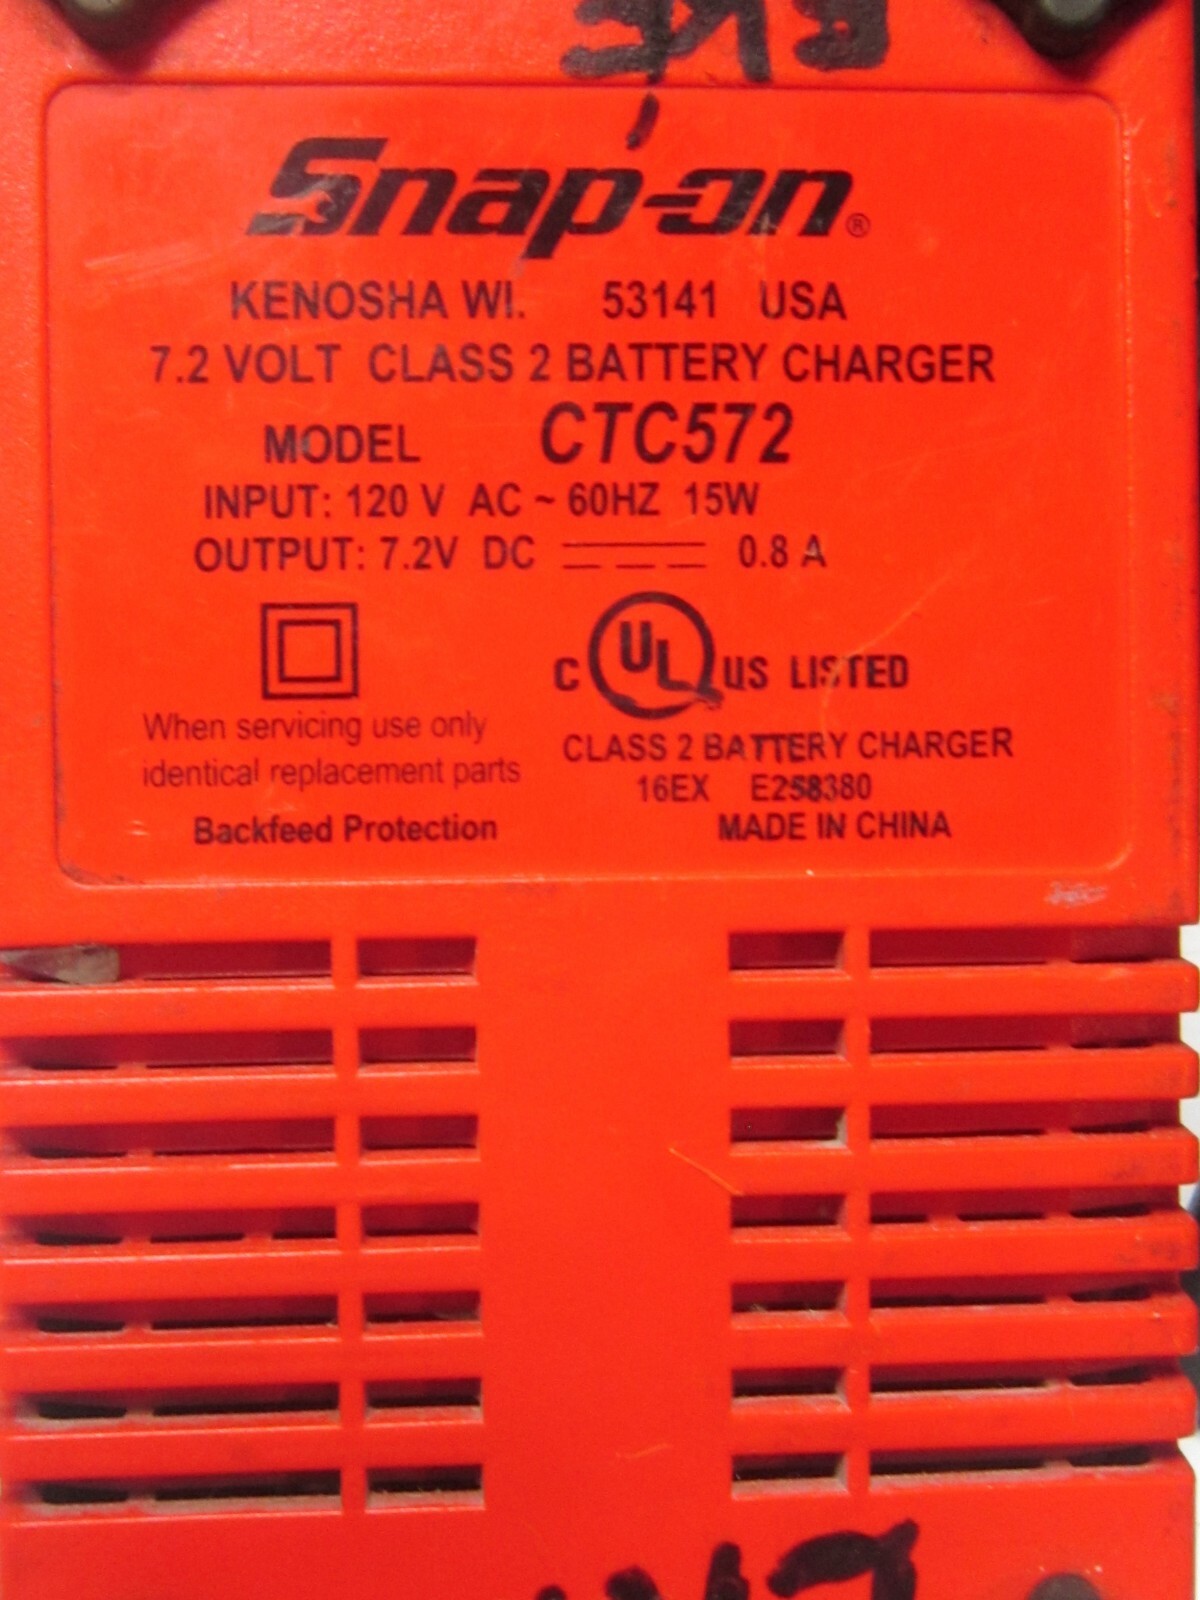 Snap-on®
KENOSHA WI. 53141 USA
7.2 VOLT CLASS 2 BATTERY CHARGER
MODEL CTC572
INPUT: 120 V AC ~ 60HZ 15W
OUTPUT: 7.2V DC 0.8 A
C UL US LISTED
When servicing use only
identical replacement parts
Backfeed Protection
CLASS 2 BATTERY CHARGER
16EX E258380
MADE IN CHINA